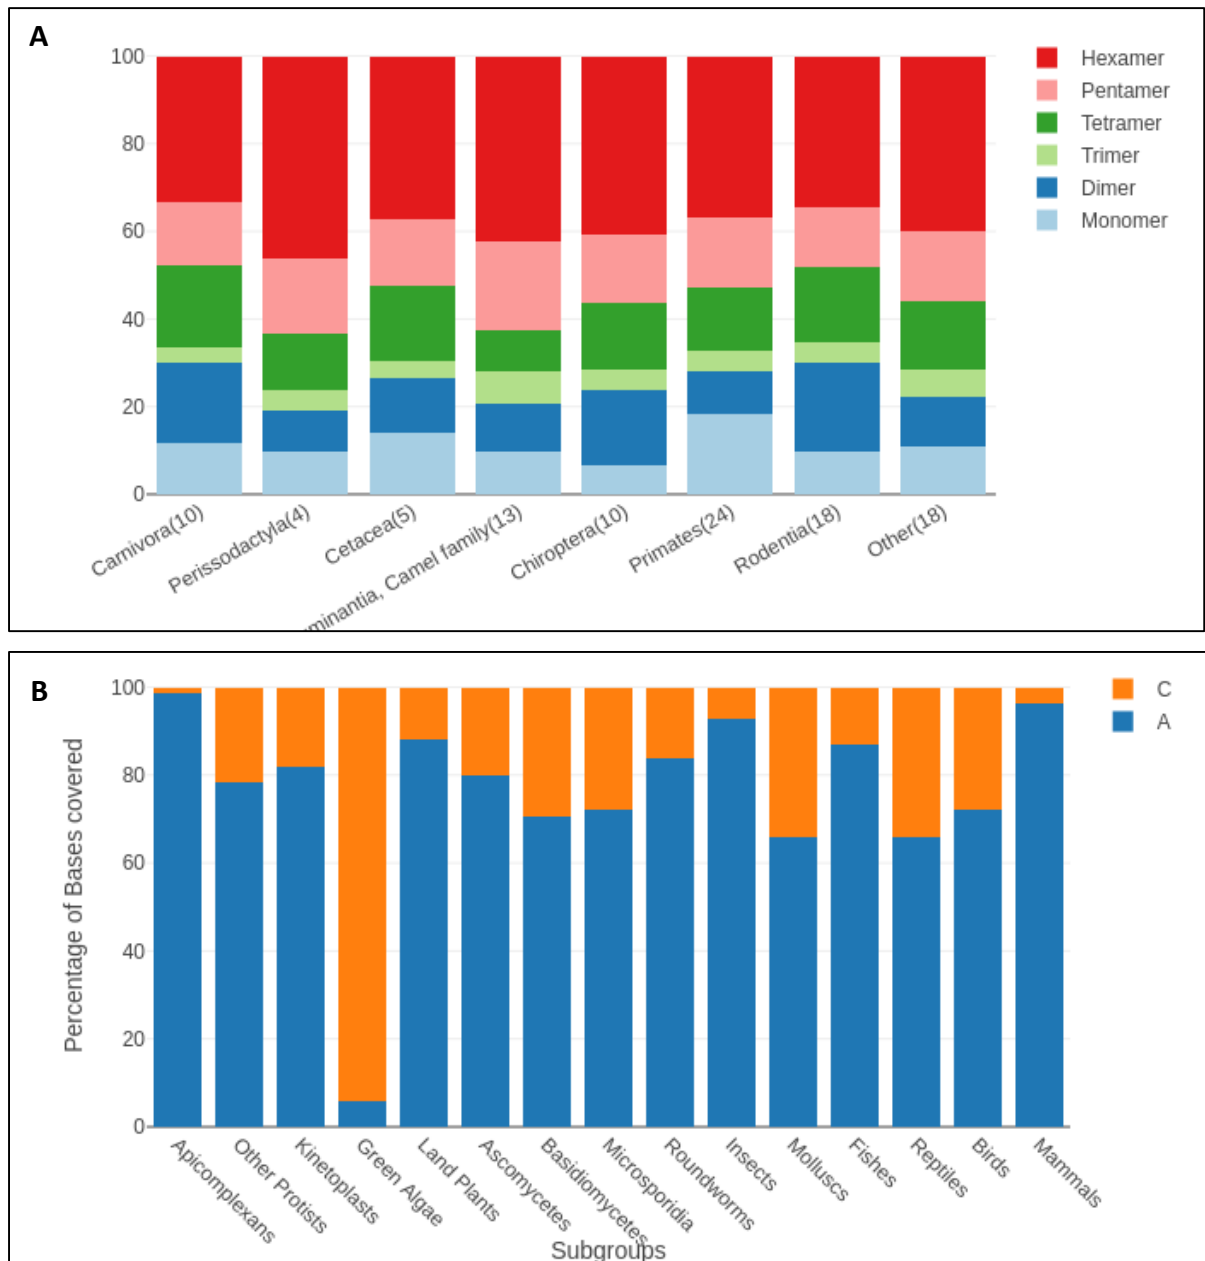 A
100
80
60
40
20
0
Hexamer
Pentamer
Tetramer
Trimer
Dimer
Monomer
Carnivora(10)
Perissodactyla(4)
Cetacea(5)
Camel family(13)
Chiroptera(10)
Primates(24)
Rodentia(18)
Other(18)
B
100
80
60
40
20
0
Percentage of Bases covered
C
A
Apicomplexans
Other Protists
Kinetoplasts
Green Algae
Land Plants
Ascomycetes
Basidiomycetes
Microsporidia
Roundworms
Insects
Molluscs
Fishes
Reptiles
Birds
Mammals
Subgroups